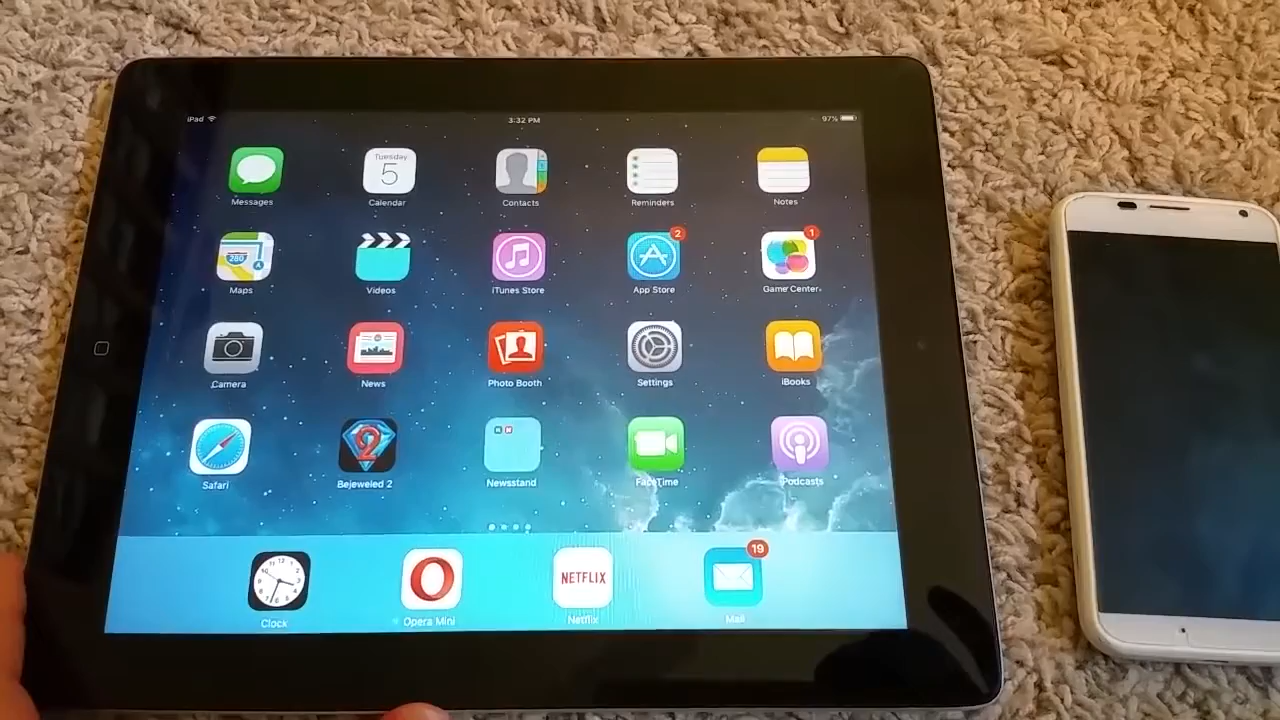 iPad 3:32 PM 97%
Tuesday
5
Messages Calendar Contacts Reminders Notes
280
2 1
Maps Videos iTunes Store App Store Game Center
Camera News Photo Booth Settings iBooks
2
Safari Bejeweled 2 Newsstand FaceTime Podcasts
19
NETFLIX
Clock Opera Mini Netflix Mail